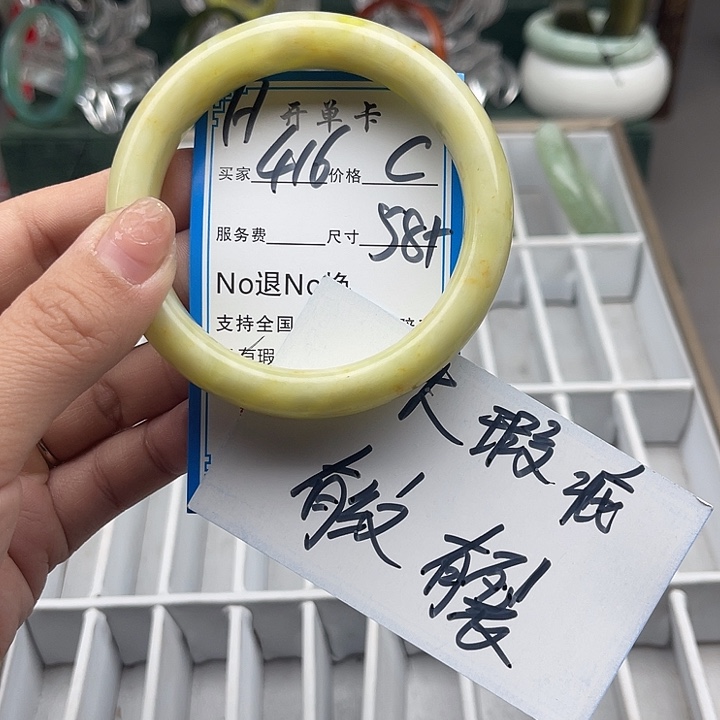 H 开单卡
买家 416 价格 C
服务费 尺寸 58+
No退No换
支持全国
有瑕
天瑕疵
有纹 有裂